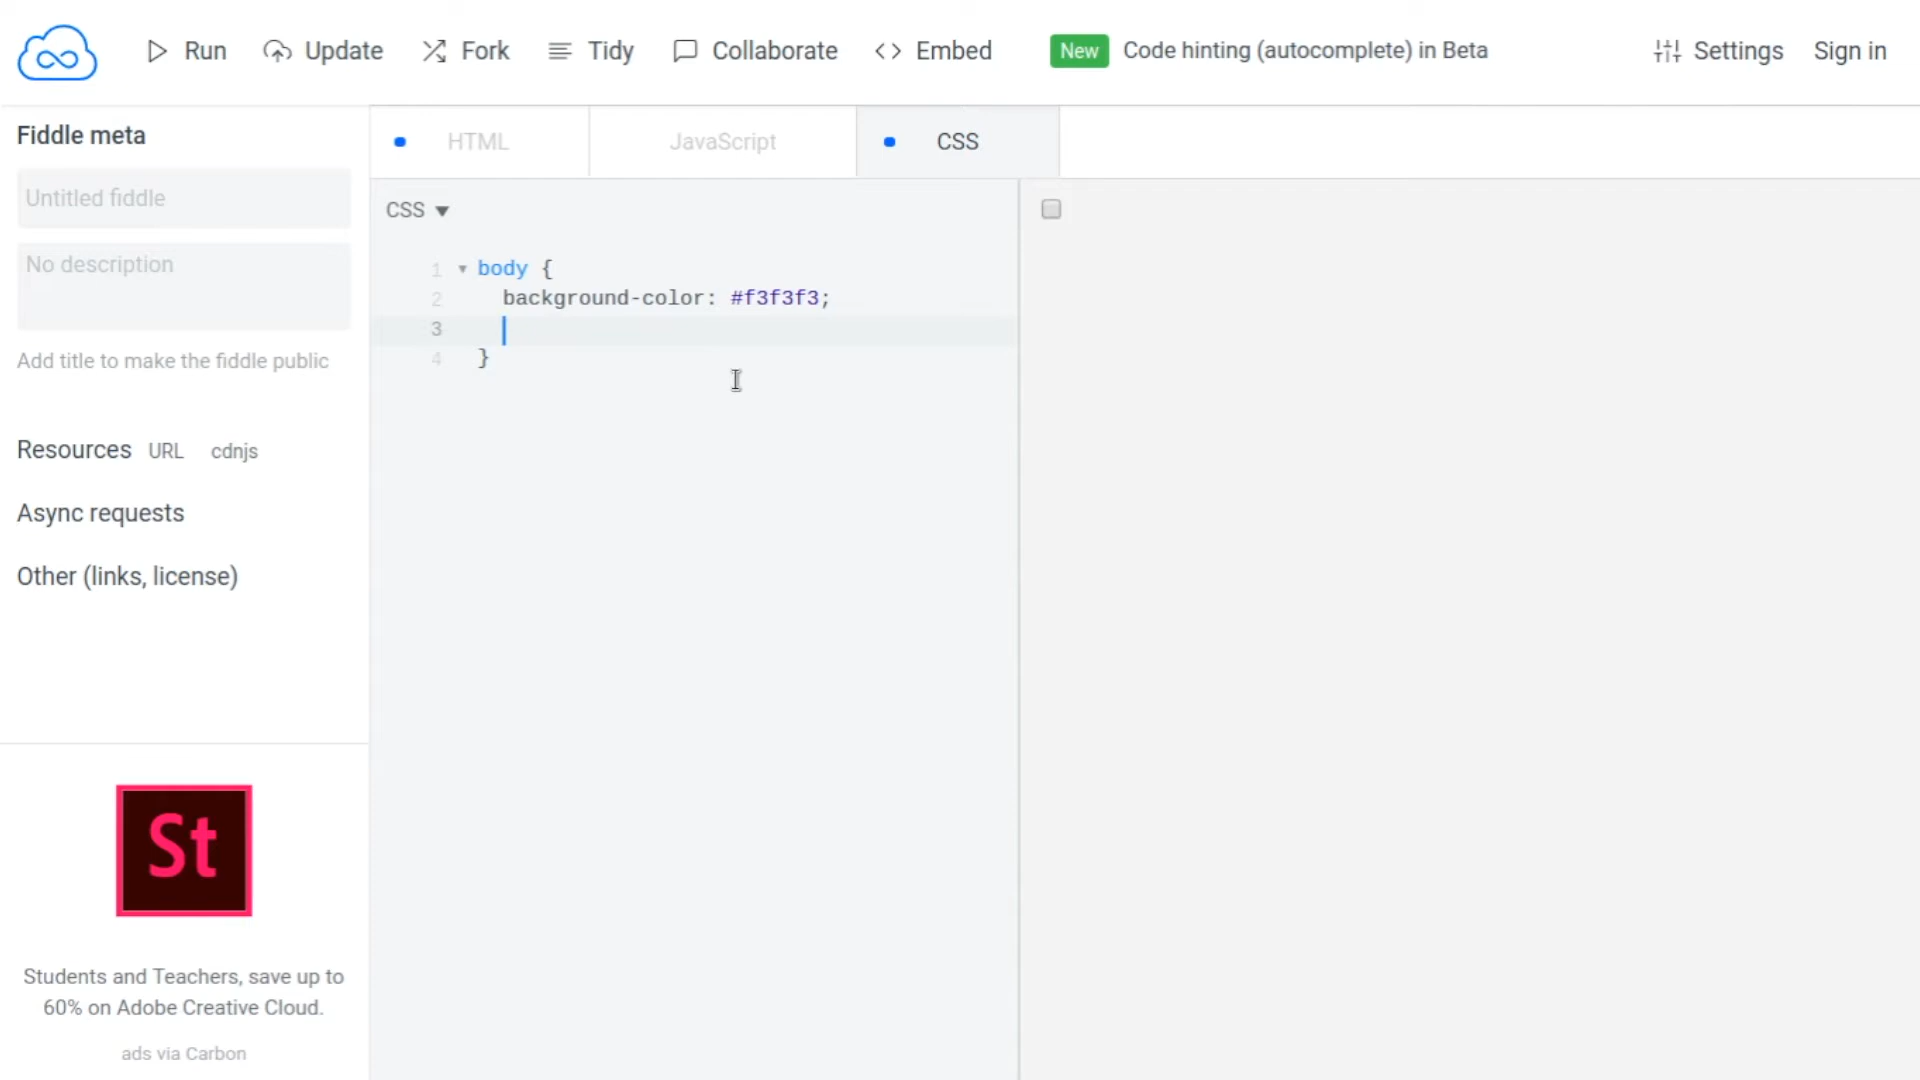 Run
Update
Fork
Tidy
Collaborate
Embed
New
Code hinting (autocomplete) in Beta
Settings
Sign in
Fiddle meta
Untitled fiddle
No description
Add title to make the fiddle public
Resources URL cdnjs
Async requests
Other (links, license)
St
Students and Teachers, save up to
60% on Adobe Creative Cloud.
ads via Carbon
HTML
JavaScript
CSS
CSS ▼
1 body {
2 background-color: #f3f3f3;
3
4 }